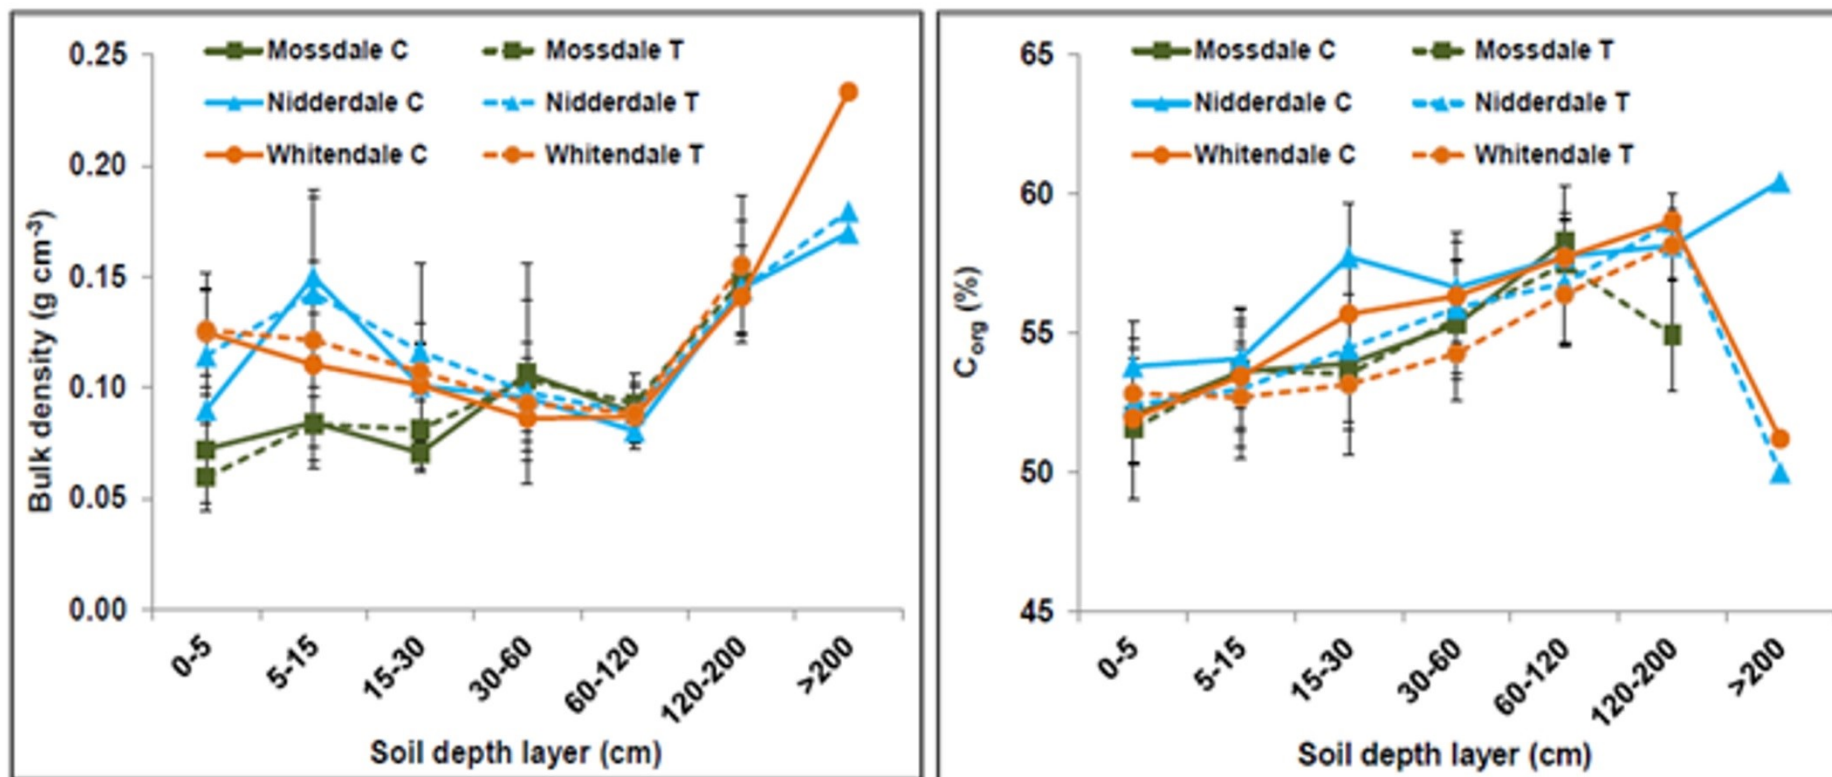 Mossdale C Mossdale T
Nidderdale C Nidderdale T
Whitendale C Whitendale T
0.25
0.20
0.15
0.10
0.05
0.00
Bulk density (g cm⁻³)
0-5 5-15 15-30 30-60 60-120 120-200 >200
Soil depth layer (cm)
Mossdale C Mossdale T
Nidderdale C Nidderdale T
Whitendale C Whitendale T
65
60
55
50
45
Corg (%)
0-5 5-15 15-30 30-60 60-120 120-200 >200
Soil depth layer (cm)